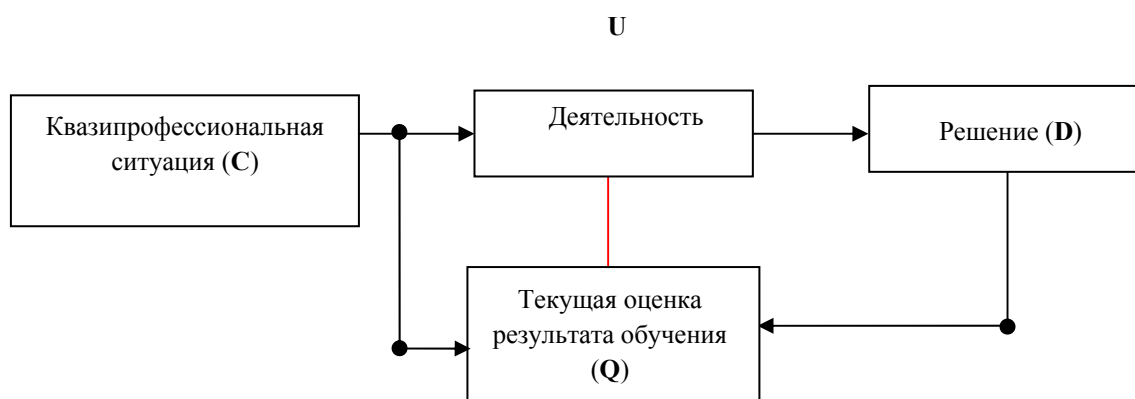 U
Квазипрофессиональная
ситуация (C)
Деятельность
Решение (D)
Текущая оценка
результата обучения
(Q)